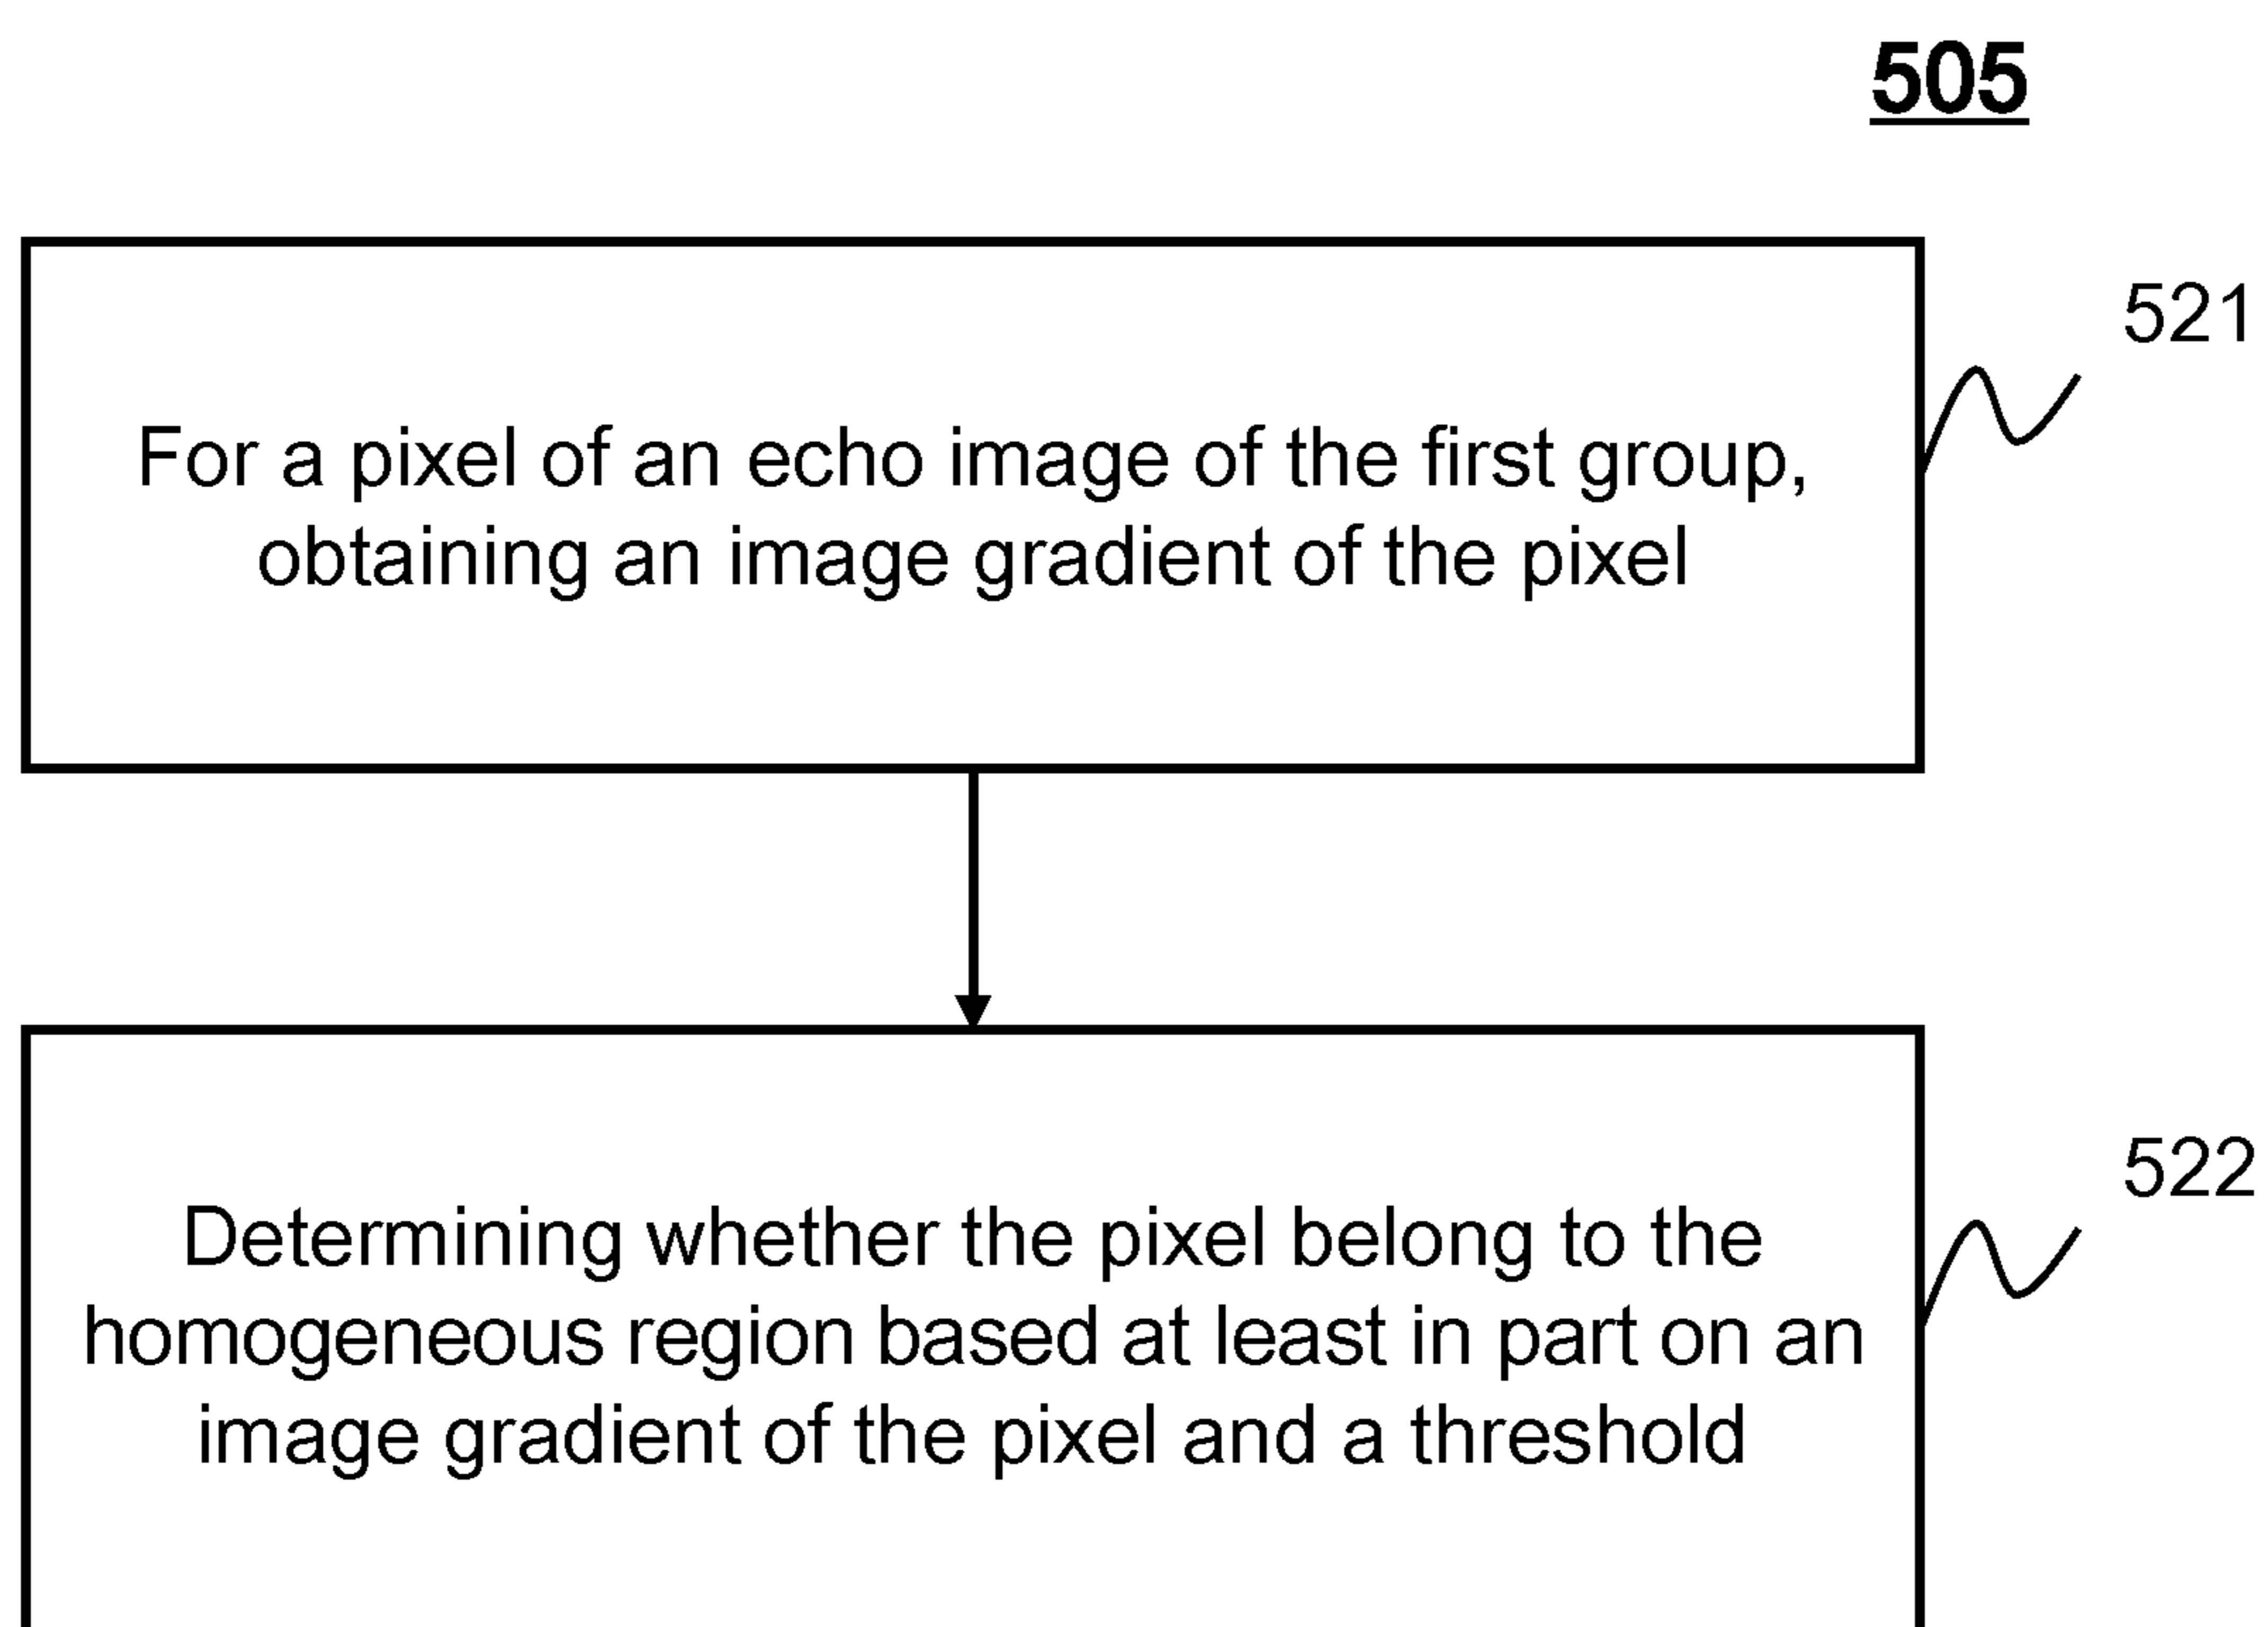 505
For a pixel of an echo image of the first group,
obtaining an image gradient of the pixel
521
Determining whether the pixel belong to the
homogeneous region based at least in part on an
image gradient of the pixel and a threshold
522